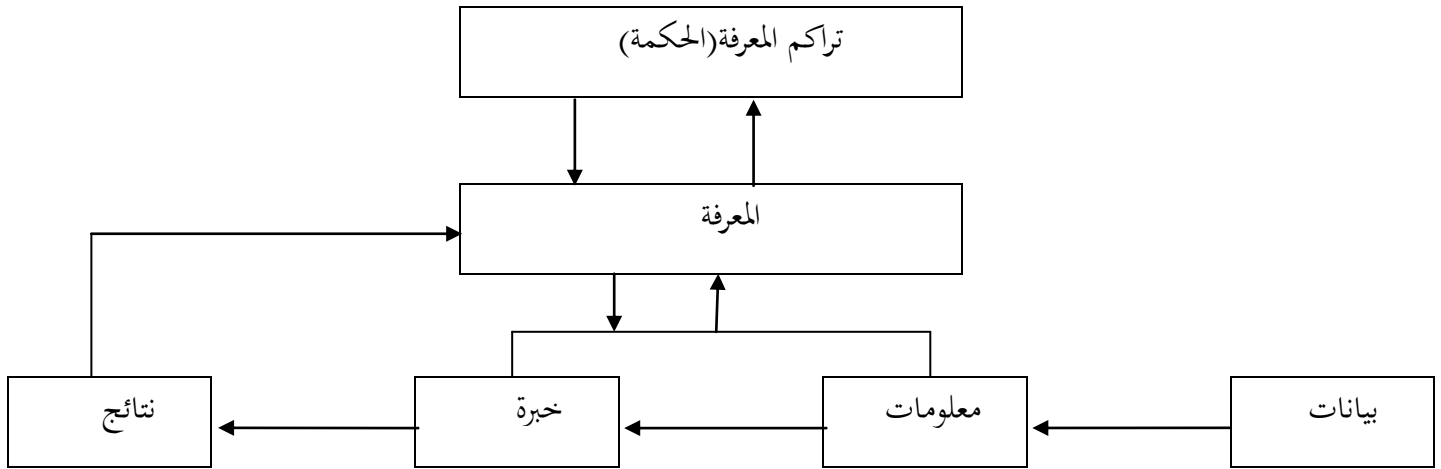 تراكم المعرفة(الحكمة)
المعرفة
بيانات
معلومات
خبرة
نتائج